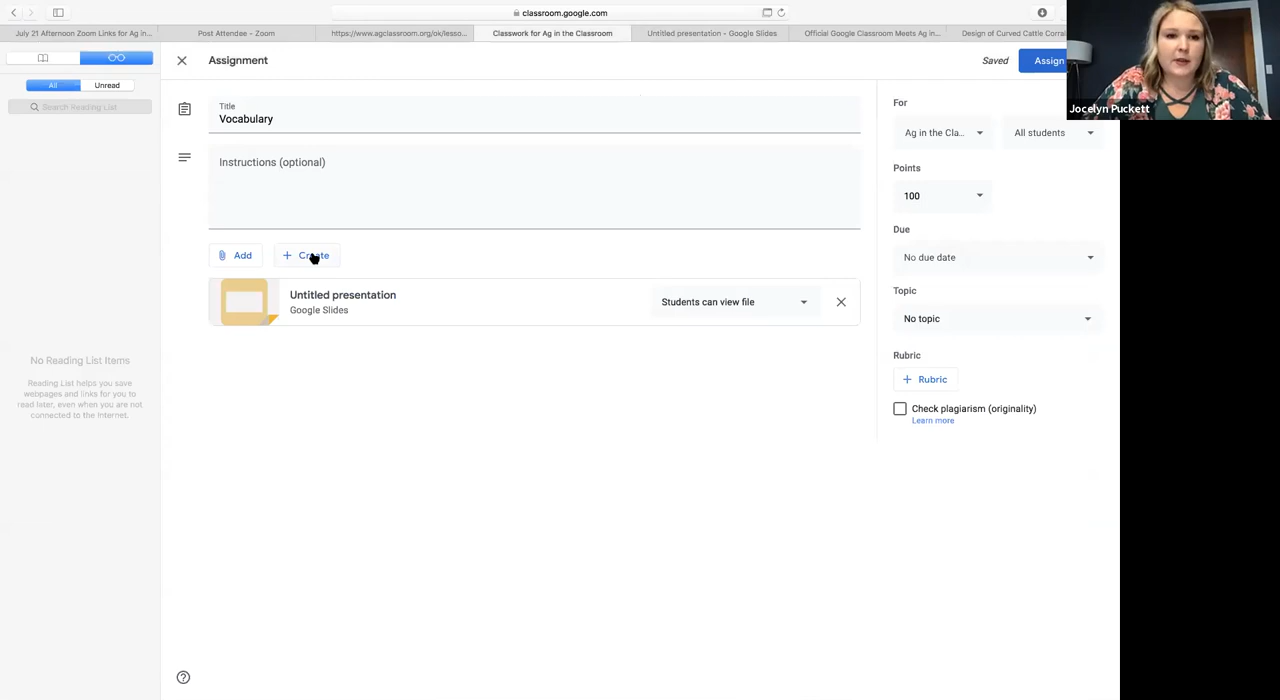 classroom.google.com
July 21 Afternoon Zoom Links for Ag in...
Post Attendee - Zoom
https://www.agclassroom.org/ok/lesso...
Classwork for Ag in the Classroom
Untitled presentation - Google Slides
Official Google Classroom Meets Ag in...
Design of Curved Cattle Corral
All
Unread
Search Reading List
Assignment
Saved
Assign
Jocelyn Puckett
Title
Vocabulary
Instructions (optional)
Add
Create
Untitled presentation
Google Slides
Students can view file
For
Ag in the Cla...
All students
Points
100
Due
No due date
Topic
No topic
Rubric
Rubric
Check plagiarism (originality)
Learn more
No Reading List Items
Reading List helps you save
webpages and links for you to
read later, even when you are not
connected to the Internet.